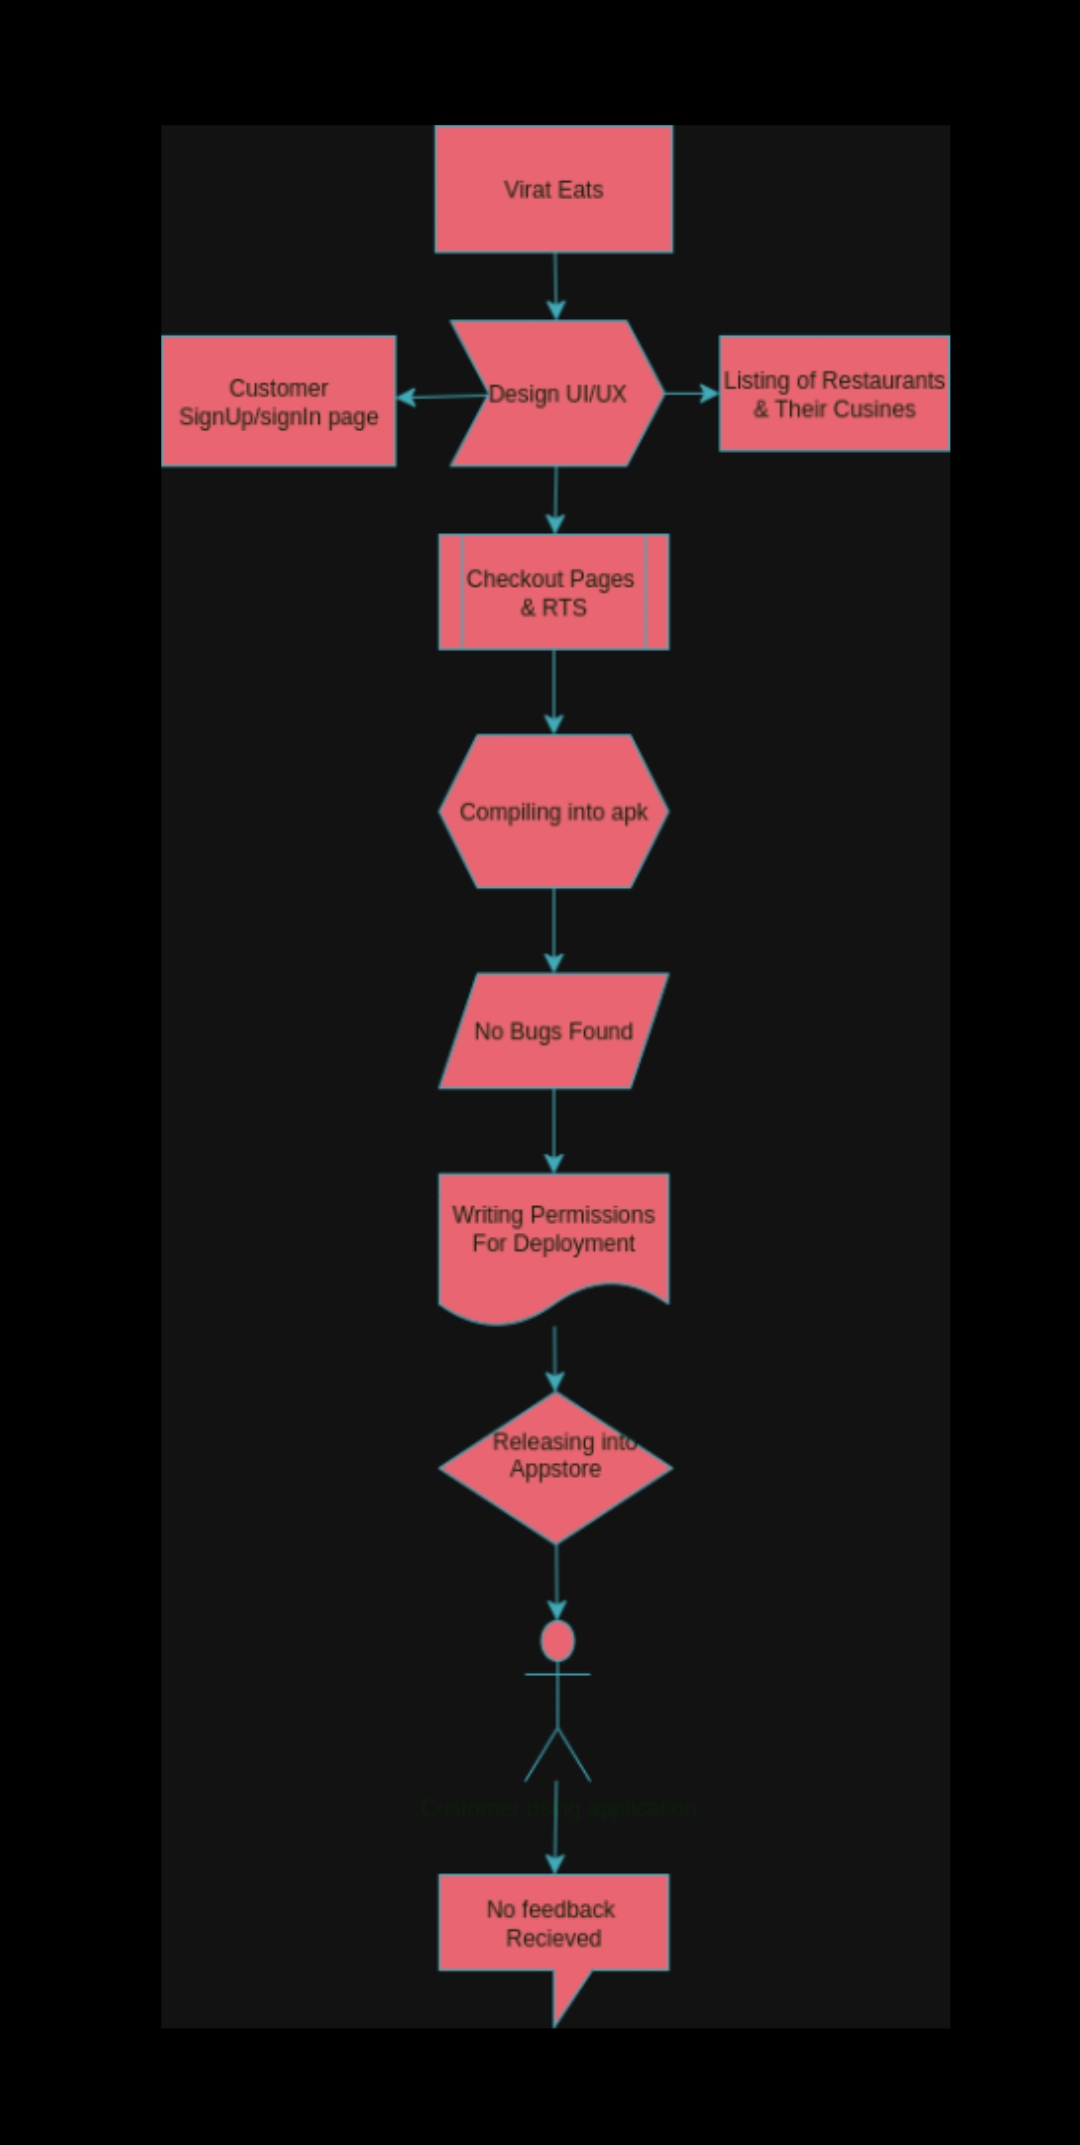 Virat Eats
Customer
SignUp/signIn page
Design UI/UX
Listing of Restaurants
& Their Cusines
Checkout Pages
& RTS
Compiling into apk
No Bugs Found
Writing Permissions
For Deployment
Releasing into
Appstore
Customer using application
No feedback
Recieved